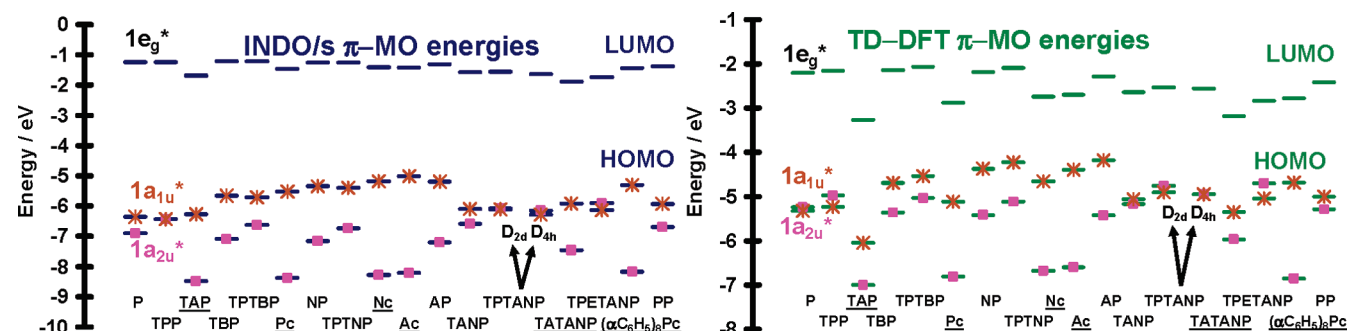 0
-1
-2
-3
-4
-5
-6
-7
-8
-9
-10
Energy / eV
1eg*
INDO/s π–MO energies
LUMO
HOMO
1a1u*
1a2u*
D2d D4h
P TAP TPTBP NP Nc AP TPTANP TPETANP PP
TPP TBP Pc TPTNP Ac TANP TATANP (αC6H5)8Pc
-1
-2
-3
-4
-5
-6
-7
-8
Energy / eV
1eg*
TD–DFT π–MO energies
LUMO
HOMO
1a1u*
1a2u*
D2d D4h
P TAP TPTBP NP Nc AP TPTANP TPETANP PP
TPP TBP Pc TPTNP Ac TANP TATANP (αC6H5)8Pc